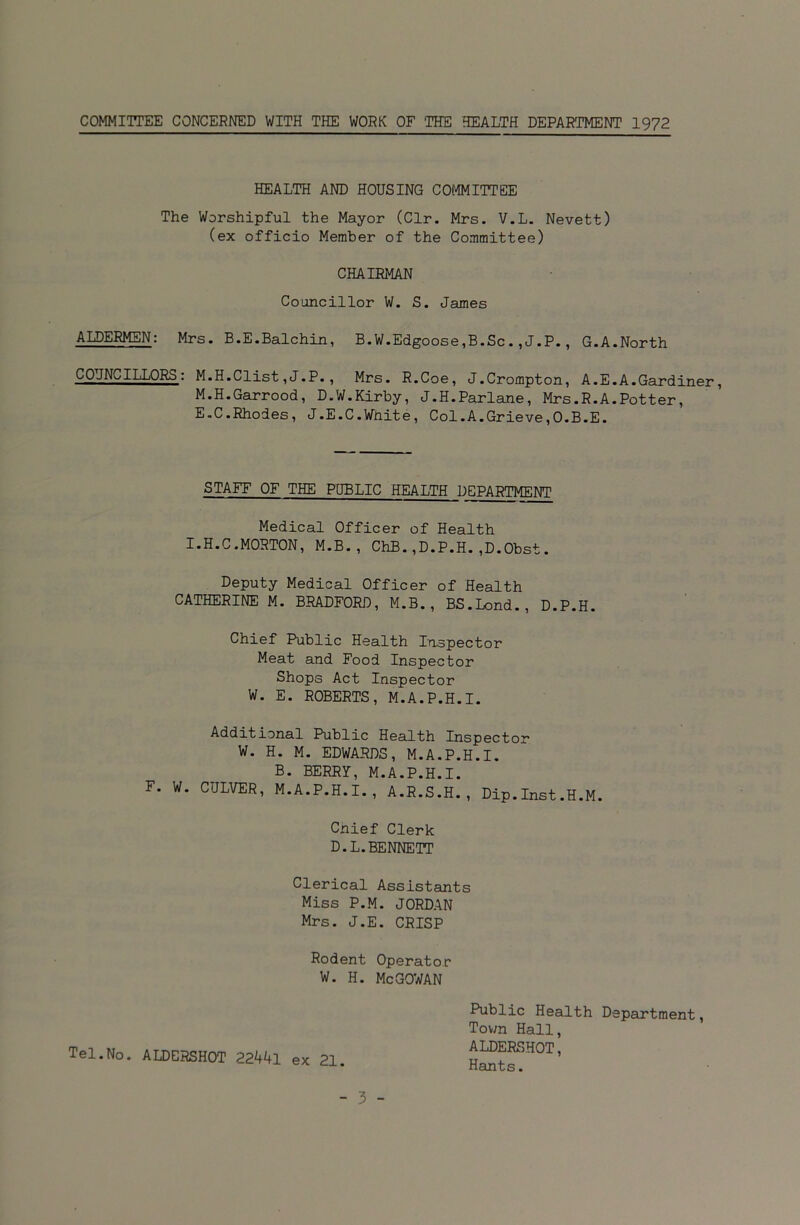 COMMITTEE CONCERNED WITH THE WORK OF THE HEALTH DEPARTMENT 1972
HEALTH AND HOUSING COMMITTEE
The Worshipful the Mayor (Clr. Mrs. V.L. Nevett)
(ex officio Member of the Committee)
CHAIRMAN
Councillor W. S. James
ALDERMEN: Mrs. B.E.Balchin, B.W.Edgoose,B.Sc.,J.P., G.A.North
COUNCILLORS: M.H.Clist,J.P., Mrs. R.Coe, J.Crompton, A.E.A.Gardiner,
M.H.Garrood, D.W.Kirby, J.H.Parlane, Mrs.R.A.Potter,
E.C.Rhodes, J.E.C.White, Col.A.Grieve,O.B.E.
STAFF OF THE PUBLIC HEALTH DEPARTMENT
Medical Officer of Health
I.H.C.MORTON, M.B., ChB.,D.P.H.,D.Obst.
Deputy Medical Officer of Health
CATHERINE M. BRADFORD, M.B., BS.Lond., D.P.H.
Chief Public Health Inspector
Meat and Food Inspector
Shops Act Inspector
W. E. ROBERTS, M.A.P.H.I.
Additional Public Health Inspector
W. H. M. EDWARDS, M.A.P.H.I.
B. BERRY, M.A.P.H.I.
F. W. CULVER, M.A.P.H.I., A.R.S.H., Dip.Inst.H.M.
Chief Clerk
D.L.BENNETT
Clerical Assistants
Miss P.M. JORDAN
Mrs. J.E. CRISP
Rodent Operator
W. H. McGOWAN
Public Health Department,
Town Hall,
ALDERSHOT,
Hants.
Tel.No. ALDERSHOT 22441 ex 21.
- 3 -